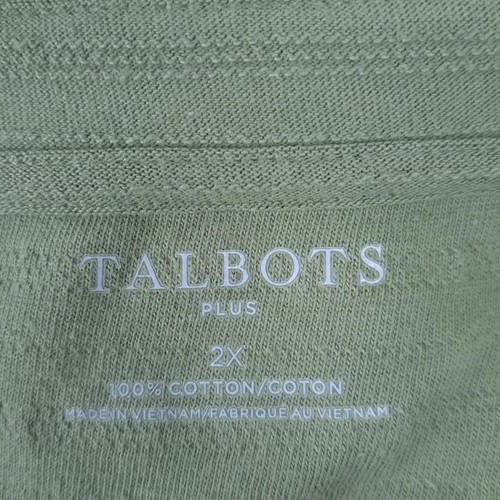 TALBOTS
PLUS
2X
100% COTTON/COTON
MADE IN VIETNAM/FABRIQUE AU VIETNAM